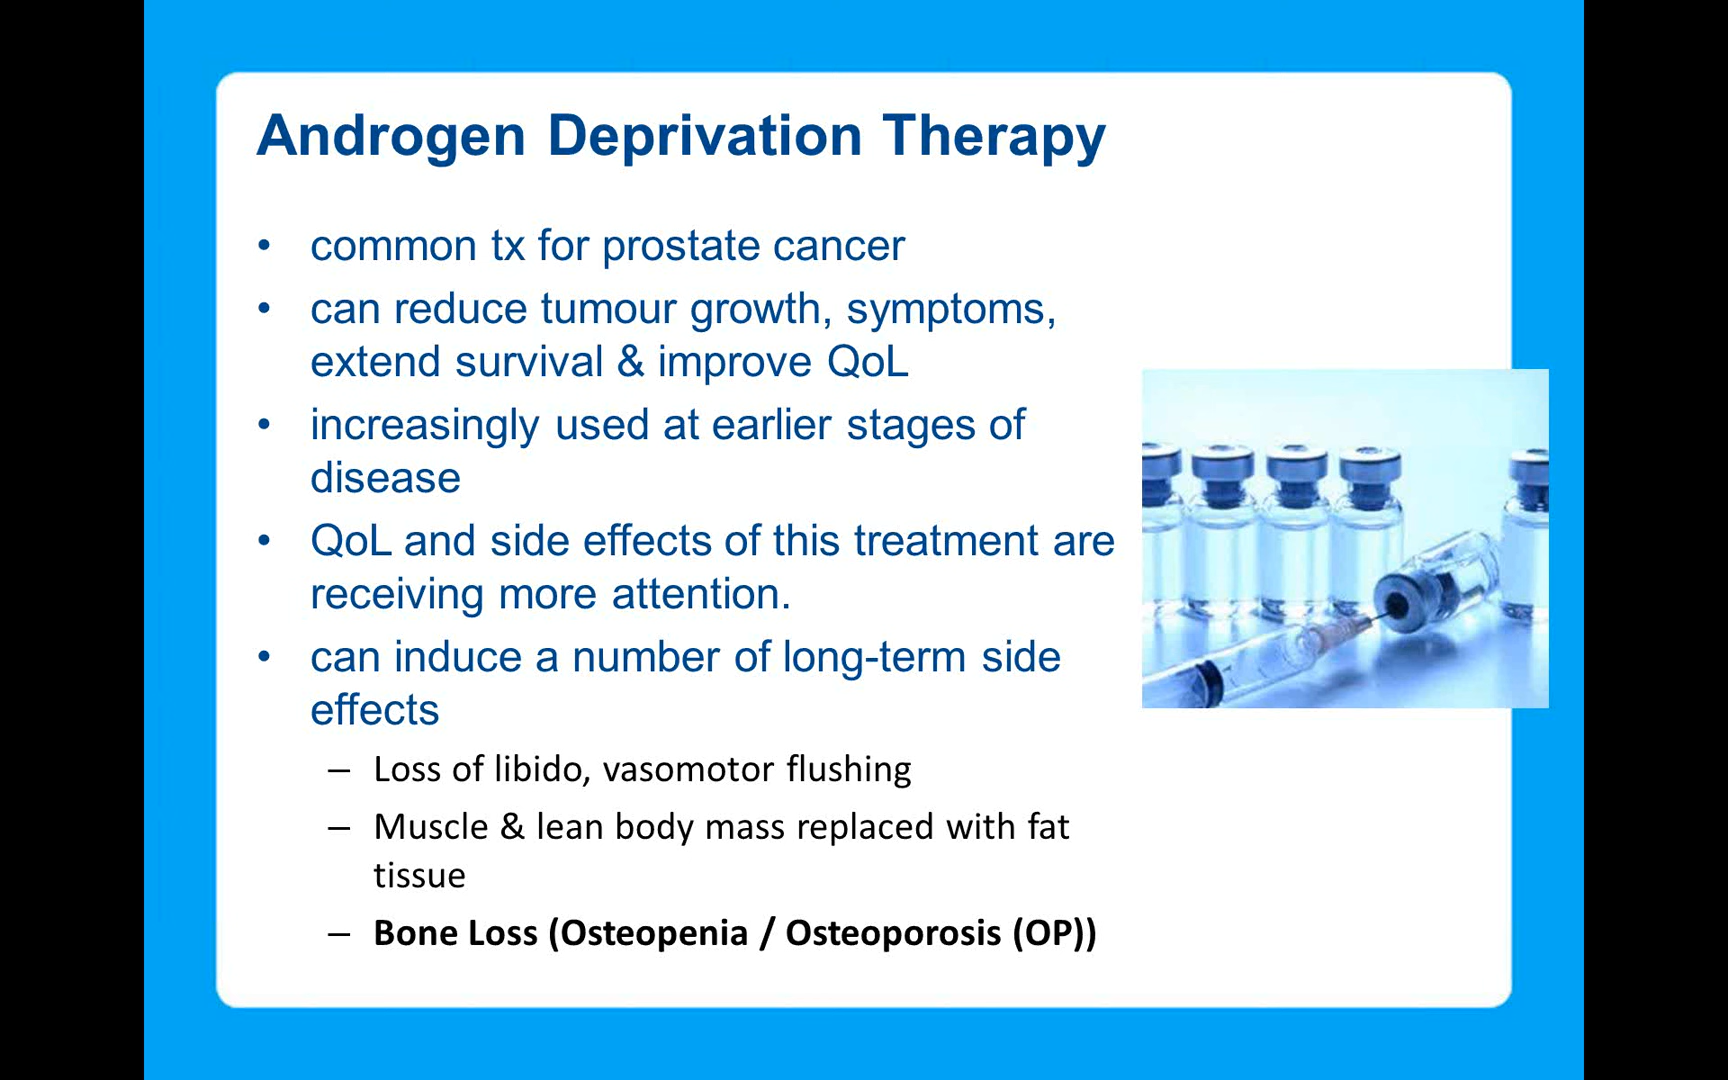 Androgen Deprivation Therapy
• common tx for prostate cancer
• can reduce tumour growth, symptoms,
extend survival & improve QoL
• increasingly used at earlier stages of
disease
• QoL and side effects of this treatment are
receiving more attention.
• can induce a number of long-term side
effects
– Loss of libido, vasomotor flushing
– Muscle & lean body mass replaced with fat
tissue
– Bone Loss (Osteopenia / Osteoporosis (OP))